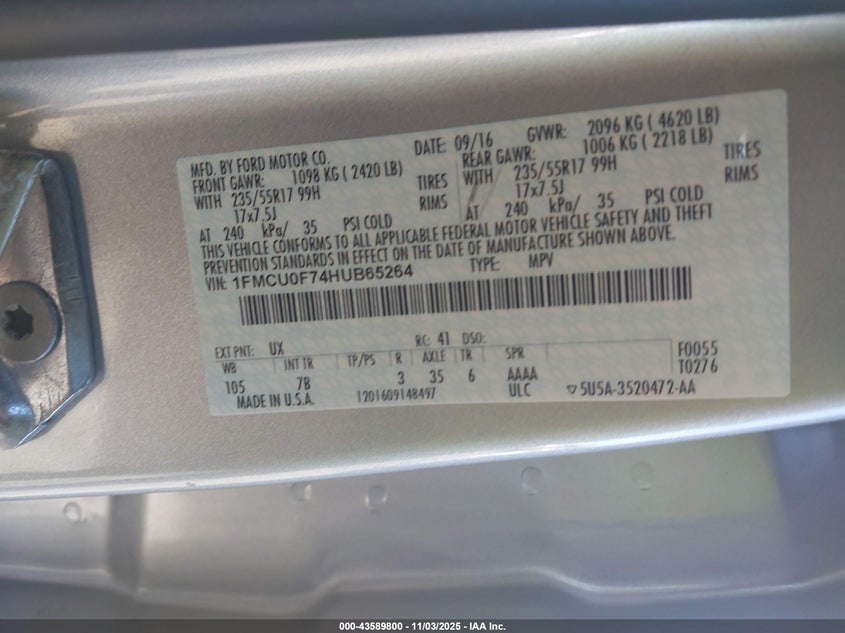 MFD. BY FORD MOTOR CO. DATE: 09/16 GVWR: 2096 KG ( 4620 LB)
FRONT GAWR: 1098 KG ( 2420 LB) REAR GAWR: 1006 KG ( 2218 LB)
WITH 235/55R17 99H TIRES WITH 235/55R17 99H TIRES
17x7.5J RIMS 17x7.5J RIMS
AT 240 kPa/ 35 PSI COLD AT 240 kPa/ 35 PSI COLD
THIS VEHICLE CONFORMS TO ALL APPLICABLE FEDERAL MOTOR VEHICLE SAFETY AND THEFT
PREVENTION STANDARDS IN EFFECT ON THE DATE OF MANUFACTURE SHOWN ABOVE.
VIN: 1FMCU0F74HUB65264 TYPE: MPV
EXT PNT: UX RC: 41 DSO:
WB INT TR TP/PS R AXLE TR SPR F0055
105 7B 3 35 6 AAAA T0276
MADE IN U.S.A. 1201609148497 ULC ▽5U5A-3520472-AA
000-43589800 - 11/03/2025 - IAA Inc.